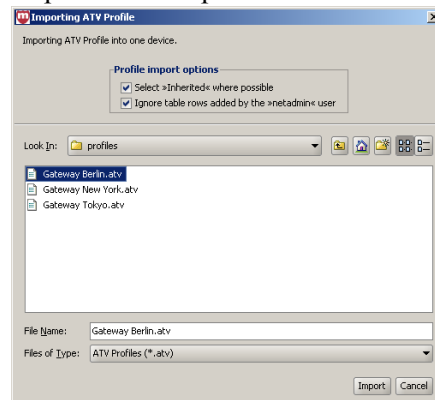 Importing ATV Profile
Importing ATV Profile into one device.
Profile import options
Select »Inherited« where possible
Ignore table rows added by the »netadmin« user
Look In: profiles
Gateway Berlin.atv
Gateway New York.atv
Gateway Tokyo.atv
File Name: Gateway Berlin.atv
Files of Type: ATV Profiles (*.atv)
Import Cancel